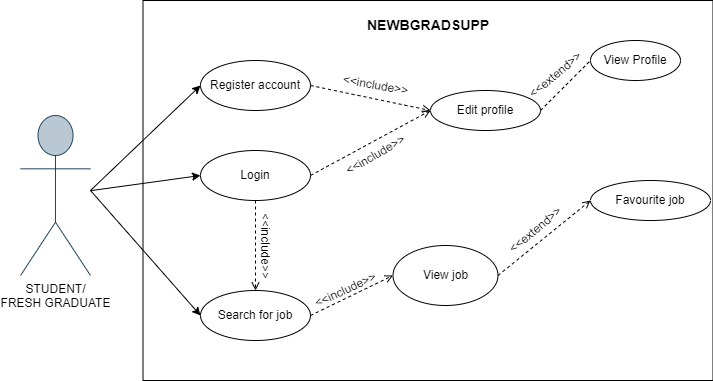 NEWBGRADSUPP
Register account
<<include>>
<<extend>>
View Profile
Edit profile
Login
<<include>>
<<include>>
Favourite job
<<extend>>
View job
<<include>>
Search for job
STUDENT/
FRESH GRADUATE